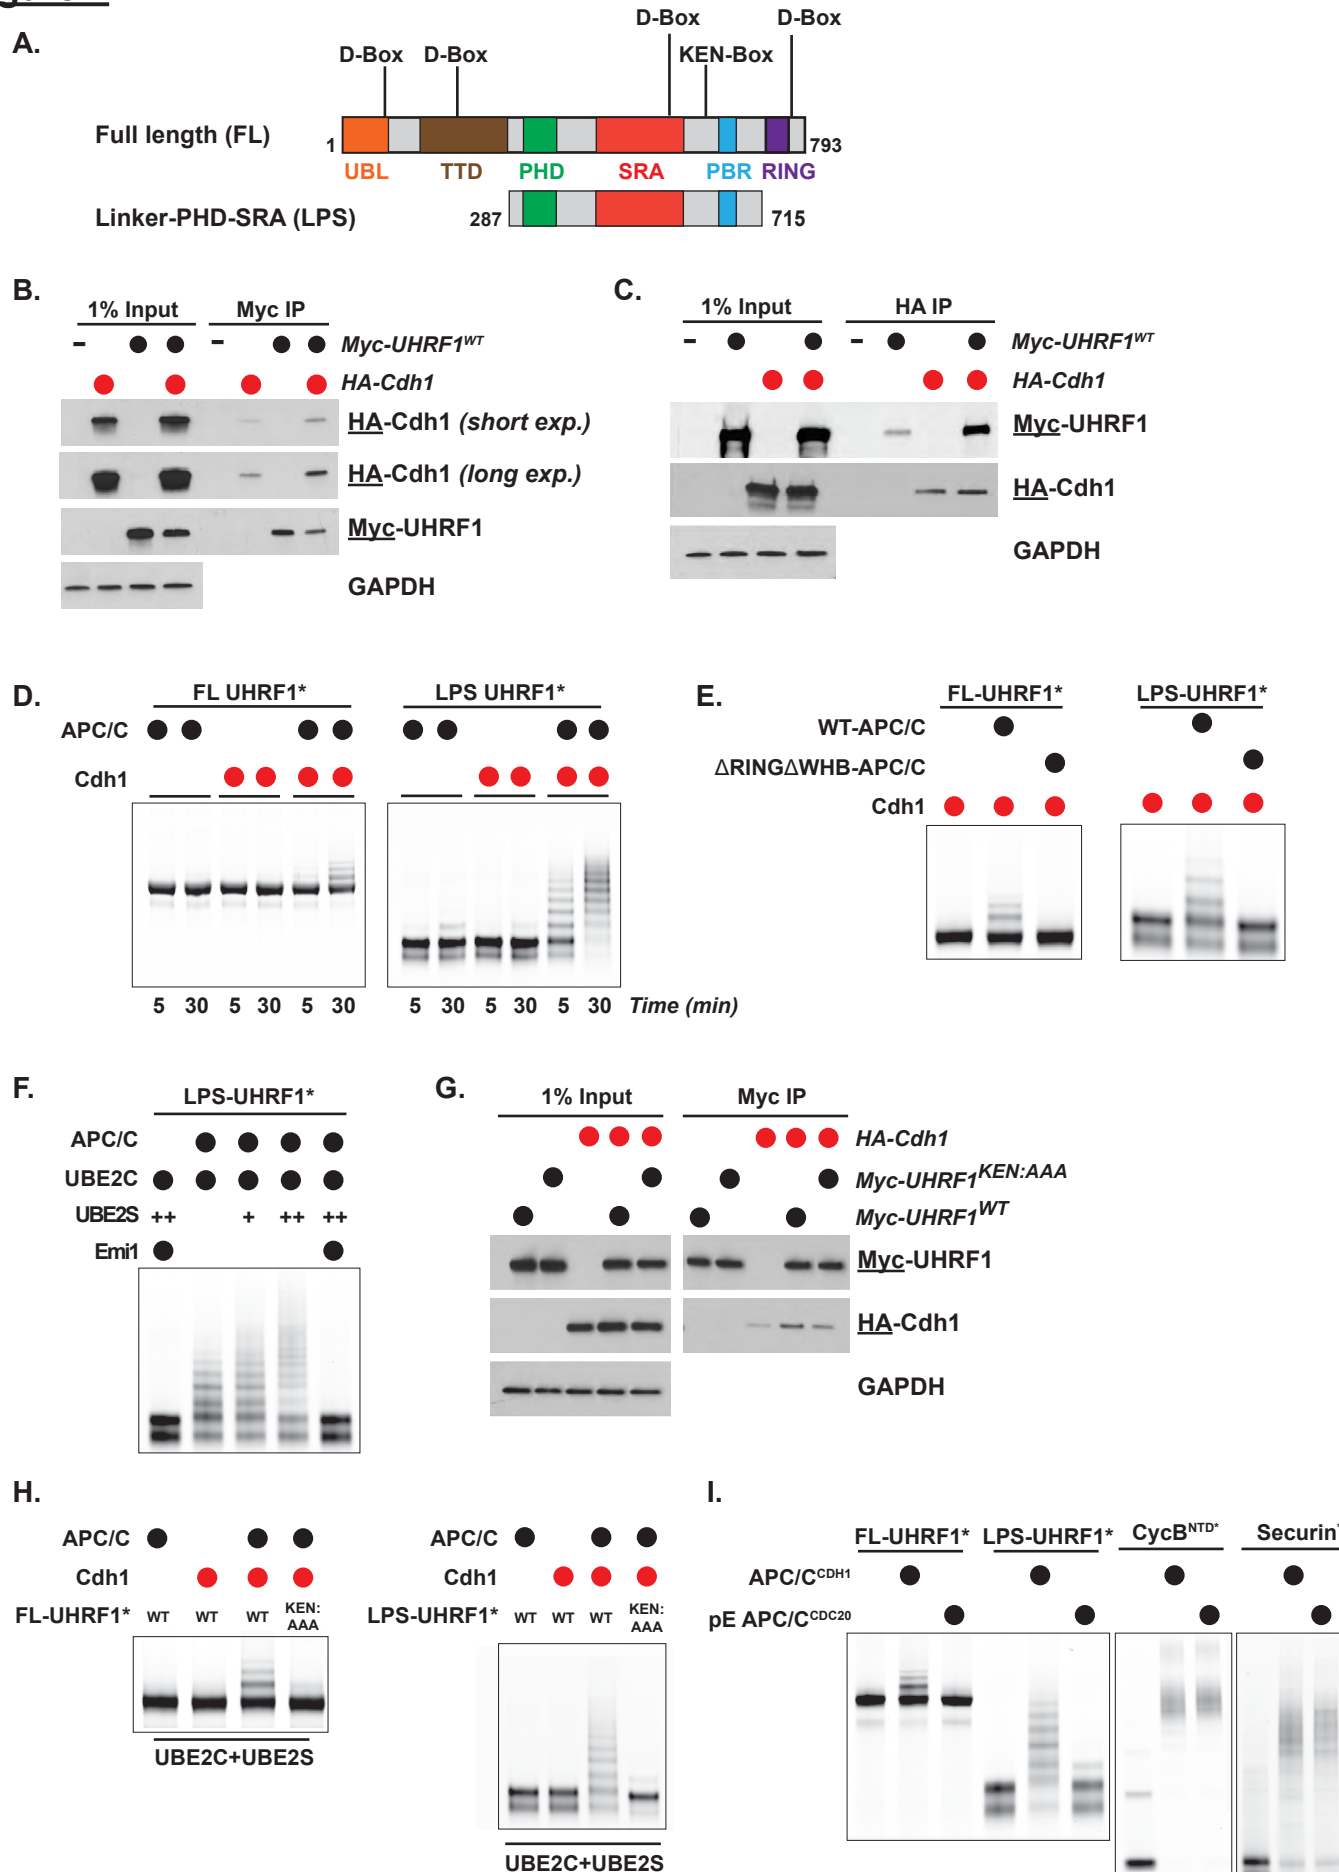 A.
D-Box D-Box D-Box KEN-Box D-Box
Full length (FL) 1 793
UBL TTD PHD SRA PBR RING
Linker-PHD-SRA (LPS) 287 715
B.
1% Input Myc IP
- - Myc-UHRF1WT
HA-Cdh1
HA-Cdh1 (short exp.)
HA-Cdh1 (long exp.)
Myc-UHRF1
GAPDH
C.
1% Input HA IP
- - Myc-UHRF1WT
HA-Cdh1
Myc-UHRF1
HA-Cdh1
GAPDH
D.
FL UHRF1* LPS UHRF1*
APC/C
Cdh1
5 30 5 30 5 30 5 30 5 30 5 30 Time (min)
E.
FL-UHRF1* LPS-UHRF1*
WT-APC/C
ΔRINGΔWHB-APC/C
Cdh1
F.
LPS-UHRF1*
APC/C
UBE2C
UBE2S ++ + ++ ++
Emi1
G.
1% Input Myc IP
HA-Cdh1
Myc-UHRF1KEN:AAA
Myc-UHRF1WT
Myc-UHRF1
HA-Cdh1
GAPDH
H.
APC/C
Cdh1
FL-UHRF1* WT WT WT KEN:
AAA
UBE2C+UBE2S
APC/C
Cdh1
LPS-UHRF1* WT WT WT KEN:
AAA
UBE2C+UBE2S
I.
FL-UHRF1* LPS-UHRF1* CycBNTD* Securin*
APC/CCDH1
pE APC/CCDC20